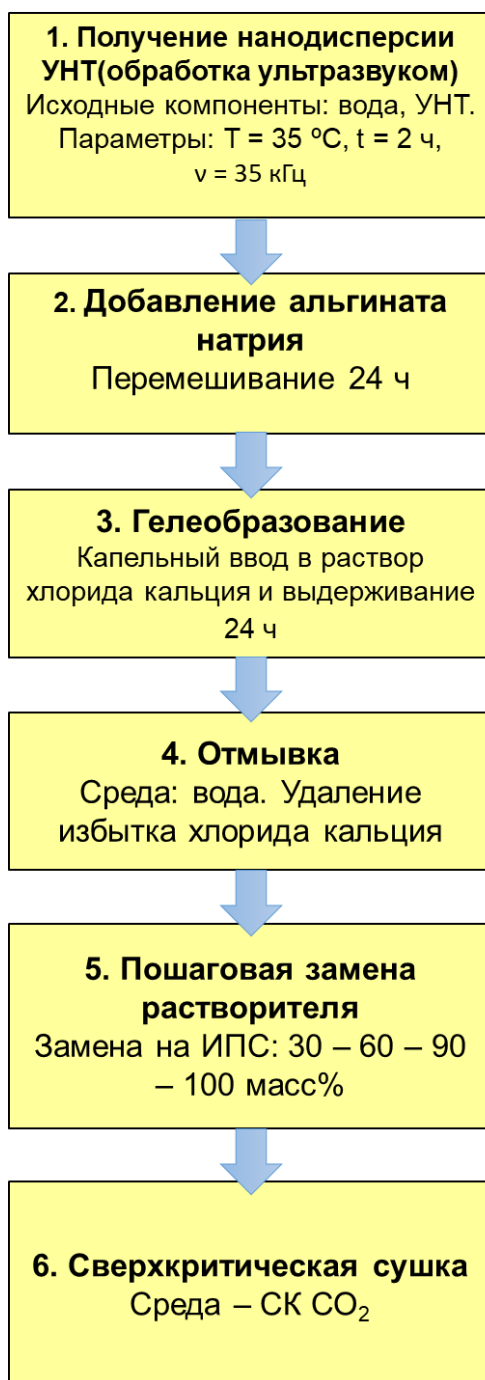 1. Получение нанодисперсии
УНТ(обработка ультразвуком)
Исходные компоненты: вода, УНТ.
Параметры: T = 35 ºC, t = 2 ч,
ν = 35 кГц
2. Добавление альгината
натрия
Перемешивание 24 ч
3. Гелеобразование
Капельный ввод в раствор
хлорида кальция и выдерживание
24 ч
4. Отмывка
Среда: вода. Удаление
избытка хлорида кальция
5. Пошаговая замена
растворителя
Замена на ИПС: 30 – 60 – 90
– 100 масс%
6. Сверхкритическая сушка
Среда – СК CO₂